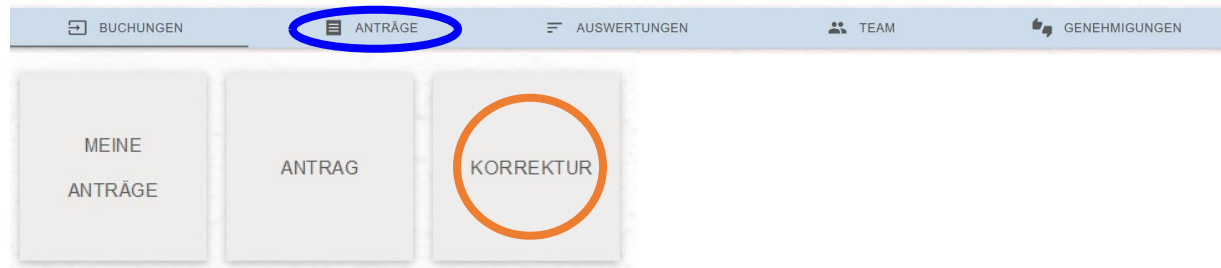 BUCHUNGEN ANTRÄGE AUSWERTUNGEN TEAM GENEHMIGUNGEN
MEINE
ANTRÄGE
ANTRAG
KORREKTUR